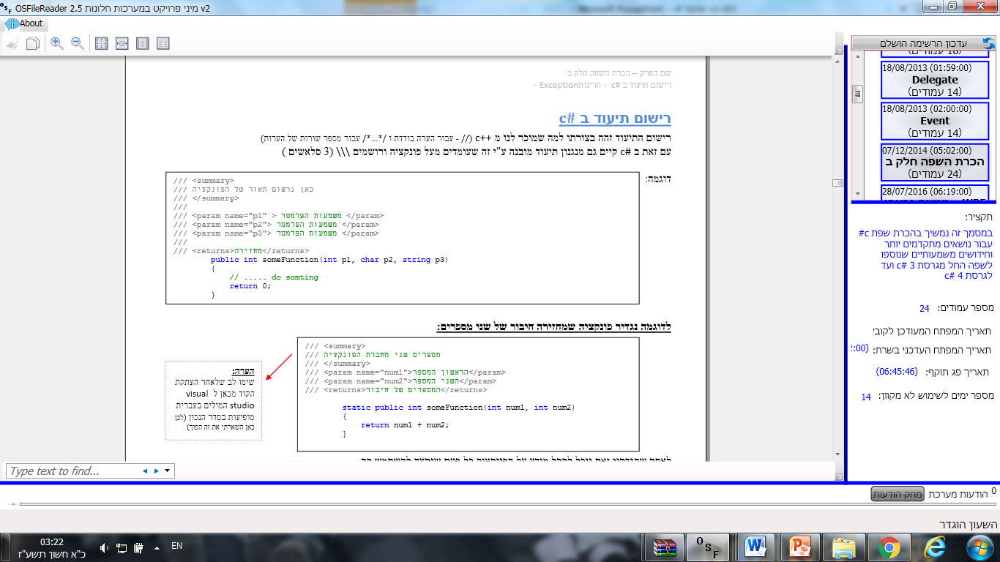 OSFileReader 2.5 מיני פרויקט במערכות חלונות v2
About
שם הפרק – הכרת השפה חלק ב
רישום תיעוד ב c# - חריגות Exception -
רישום תיעוד ב c#
רישום התיעוד זהה בצורתו למה שמוכר לנו מ c++ (// - עבור הערה בודדת ו /*...*/ עבור מספר שורות של הערות)
עם זאת ב c# קיים גם מנגנון תיעוד מובנה ע"י זה שעומדים מעל פונקציה ורושמים \\\ (3 סלאשים )
דוגמה:
/// <summary>
/// כאן נרשום תאור של הפונקציה
/// </summary>
///
/// <param name="p1" > משמעות הפרמטר </param>
/// <param name="p2"> משמעות הפרמטר </param>
/// <param name="p3"> משמעות הפרמטר </param>
///
/// <returns>מחזירה</returns>
public int someFunction(int p1, char p2, string p3)
{
// ..... do somting
return 0;
}
לדוגמה נגדיר פונקציה שמחזירה חיבור של שני מספרים:
/// <summary>
/// מספרים שני מחברת הפונקציה
/// </summary>
/// <param name="num1">הראשון המספר</param>
/// <param name="num2">השני המספר</param>
/// <returns>המספרים של חיבור</returns>
static public int someFunction(int num1, int num2)
{
return num1 + num2;
}
הערה:
שימו לב שלאחר העתקת
הקוד מכאן ל visual
studio המילים בעברית
מופיעות בסדר הנכון (לכן
כאן השארתי את זה הפוך)
Type text to find...
עדכון הרשימה הושלם
(18 עמודים)
18/08/2013 (01:59:00)
Delegate
(14 עמודים)
18/08/2013 (02:00:00)
Event
(14 עמודים)
07/12/2014 (05:02:00)
הכרת השפה חלק ב
(24 עמודים)
28/07/2016 (06:19:00)
תקציר:
במסמך זה נמשיך בהכרת שפת c#
עבור נושאים מתקדמים יותר
וחידושים משמעותיים שנוספו
לשפה החל מגרסת c# 3 ועד
לגרסת c# 4
מספר עמודים: 24
תאריך המפתח המעודכן לקובץ
תאריך המפתח העדכני בשרת: 2:00)
תאריך פג תוקף: (06:45:46)
מספר ימים לשימוש לא מקוון: 14
0 הודעות מערכת מחק הודעות
השעון הוגדר
03:22
כ"א חשון תשע"ז
EN